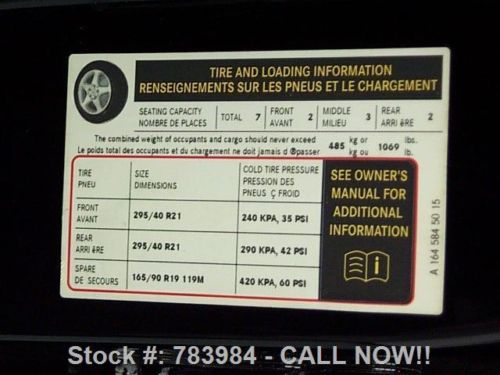 TIRE AND LOADING INFORMATION
RENSEIGNEMENTS SUR LES PNEUS ET LE CHARGEMENT
SEATING CAPACITY
NOMBRE DE PLACES
TOTAL 7
FRONT
AVANT 2
MIDDLE
MILIEU 3
REAR
ARRI ÈRE 2
The combined weight of occupants and cargo should never exceed
Le poids total des occupants et du chargement ne doit jamais d ®passer
485 kg or
kg ou
1069 lbs.
lb.
TIRE
PNEU
SIZE
DIMENSIONS
COLD TIRE PRESSURE
PRESSION DES
PNEUS Ç FROID
FRONT
AVANT
295/40 R21
240 KPA, 35 PSI
REAR
ARRI ÈRE
295/40 R21
290 KPA, 42 PSI
SPARE
DE SECOURS
165/90 R19 119M
420 KPA, 60 PSI
SEE OWNER'S
MANUAL FOR
ADDITIONAL
INFORMATION
A 164 584 50 15
Stock #: 783984 - CALL NOW!!